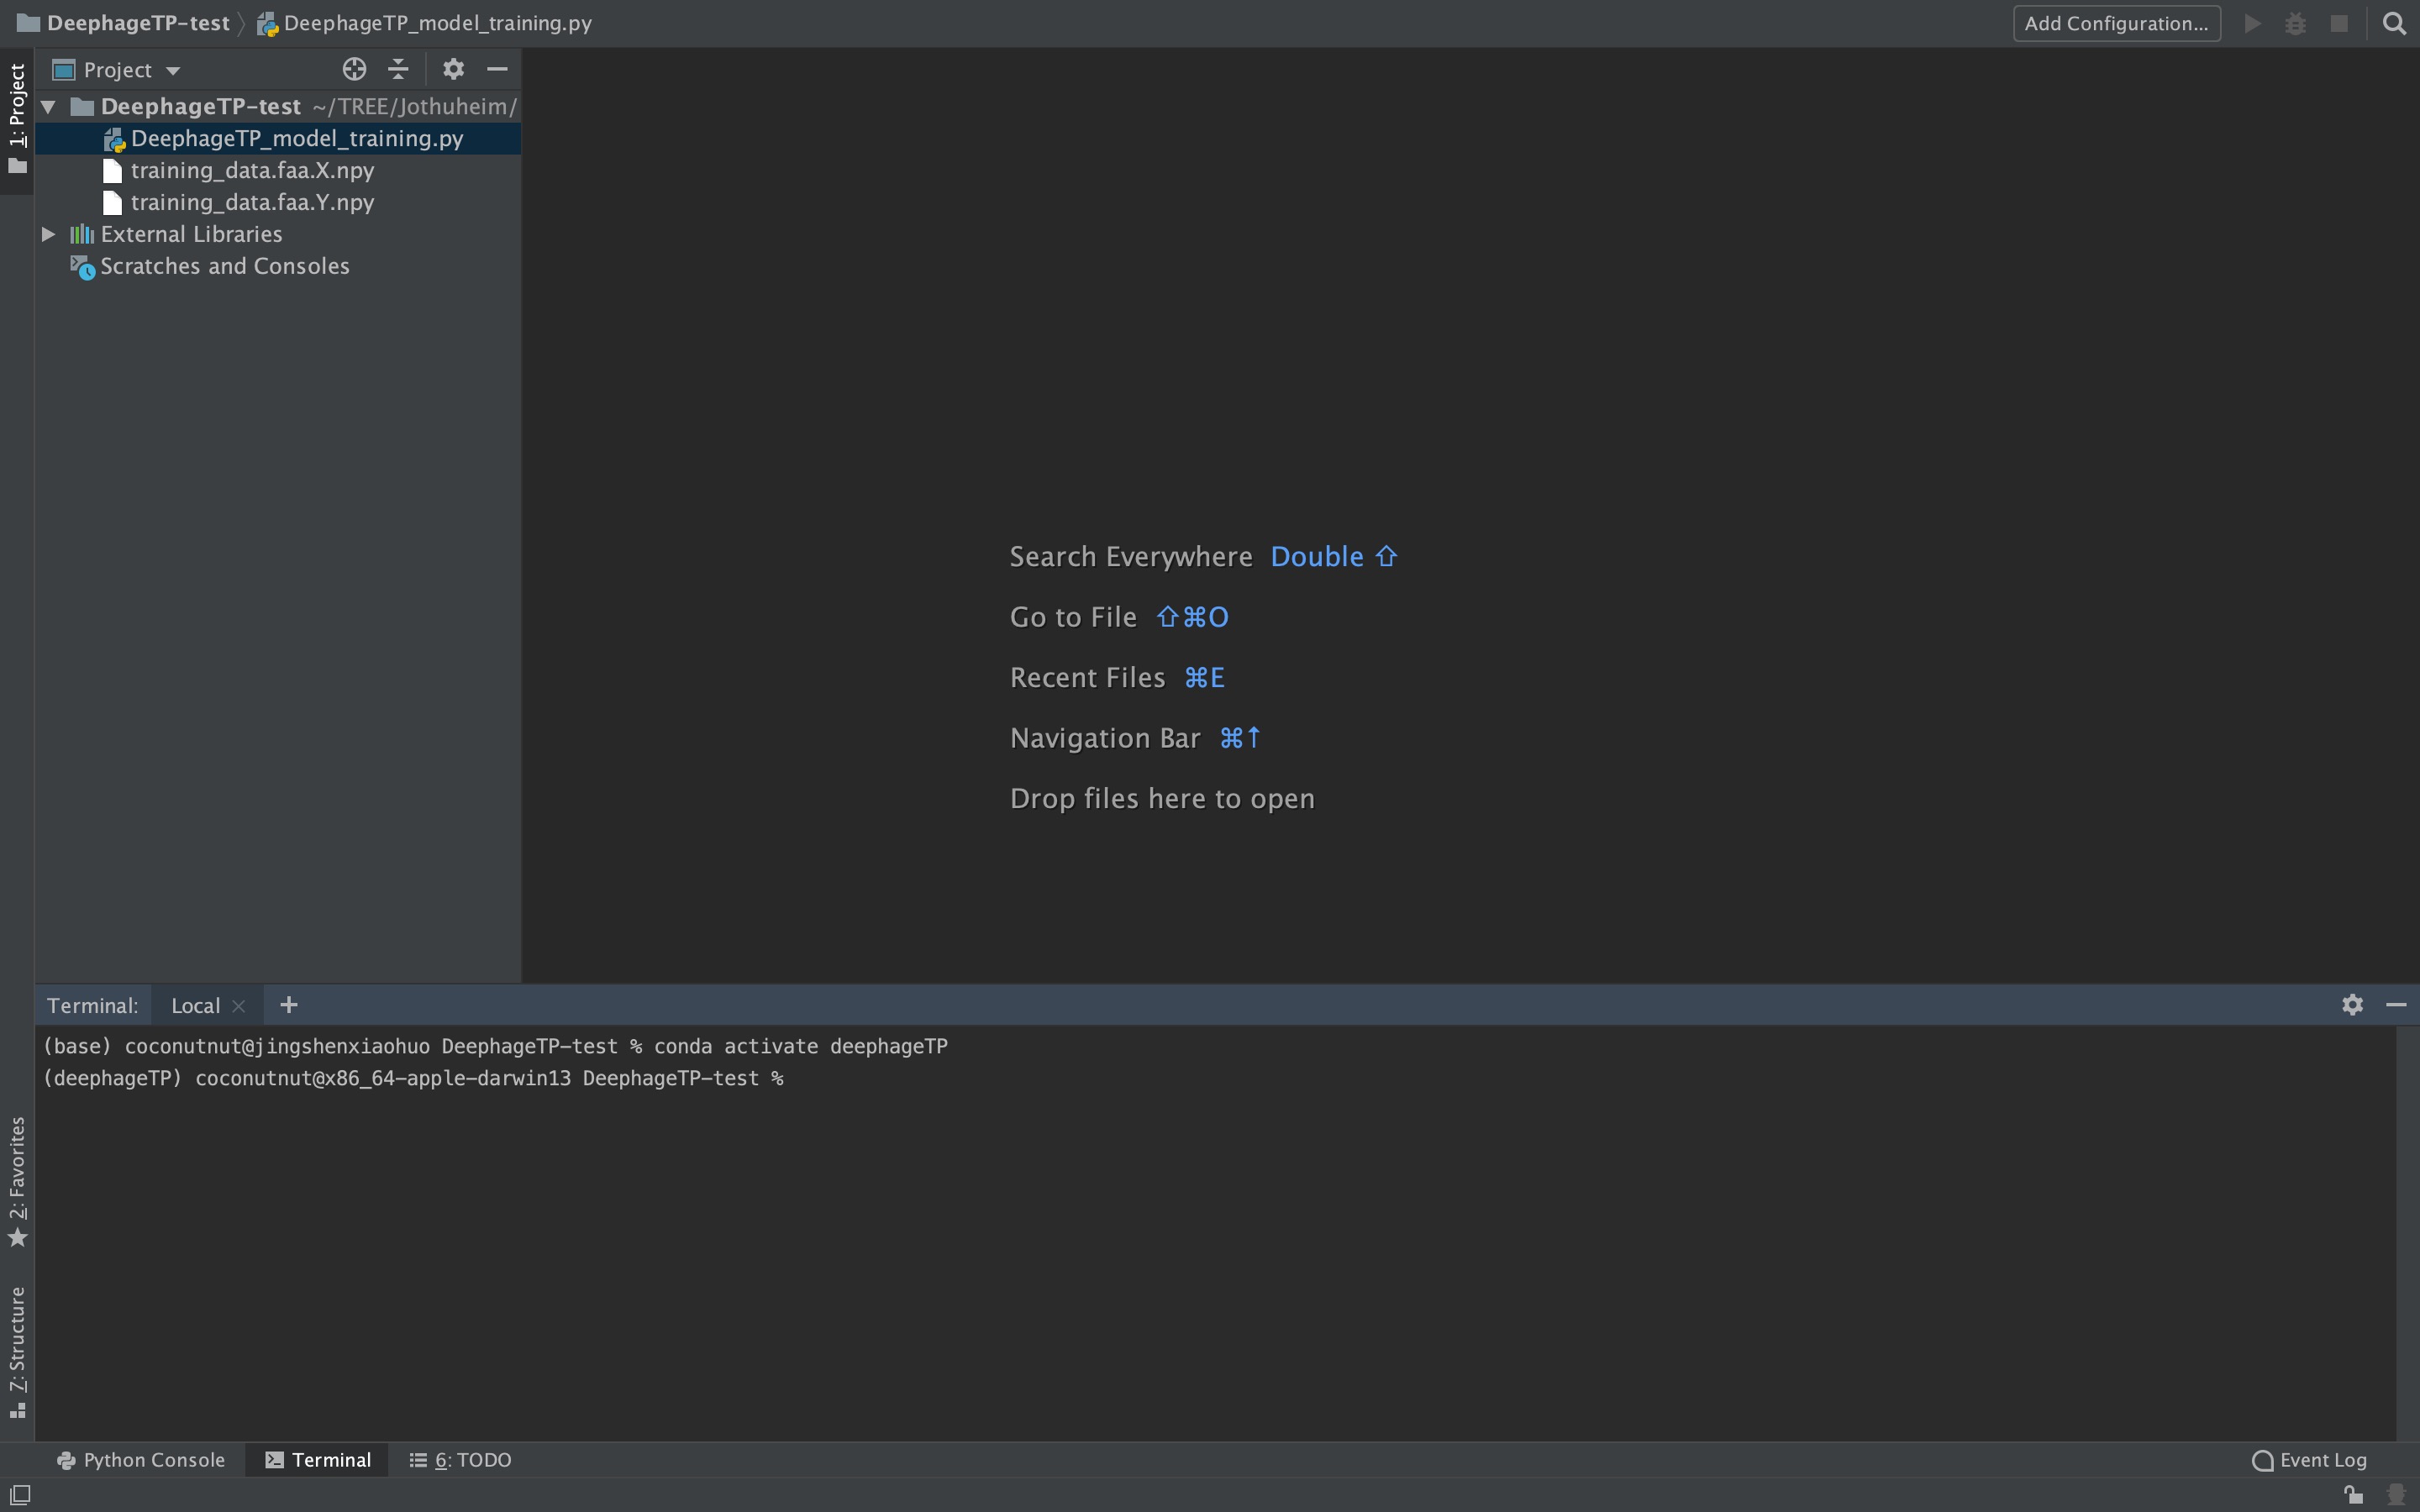 DeephageTP-test DeephageTP_model_training.py Add Configuration...
1: Project
Project
DeephageTP-test ~/TREE/Jothuheim/
DeephageTP_model_training.py
training_data.faa.X.npy
training_data.faa.Y.npy
External Libraries
Scratches and Consoles
Search Everywhere Double ⇧
Go to File ⇧⌘O
Recent Files ⌘E
Navigation Bar ⌘↑
Drop files here to open
Terminal: Local +
(base) coconutnut@jingshenxiaohuo DeephageTP-test % conda activate deephageTP
(deephageTP) coconutnut@x86_64-apple-darwin13 DeephageTP-test %
2: Favorites
7: Structure
Python Console Terminal 6: TODO Event Log